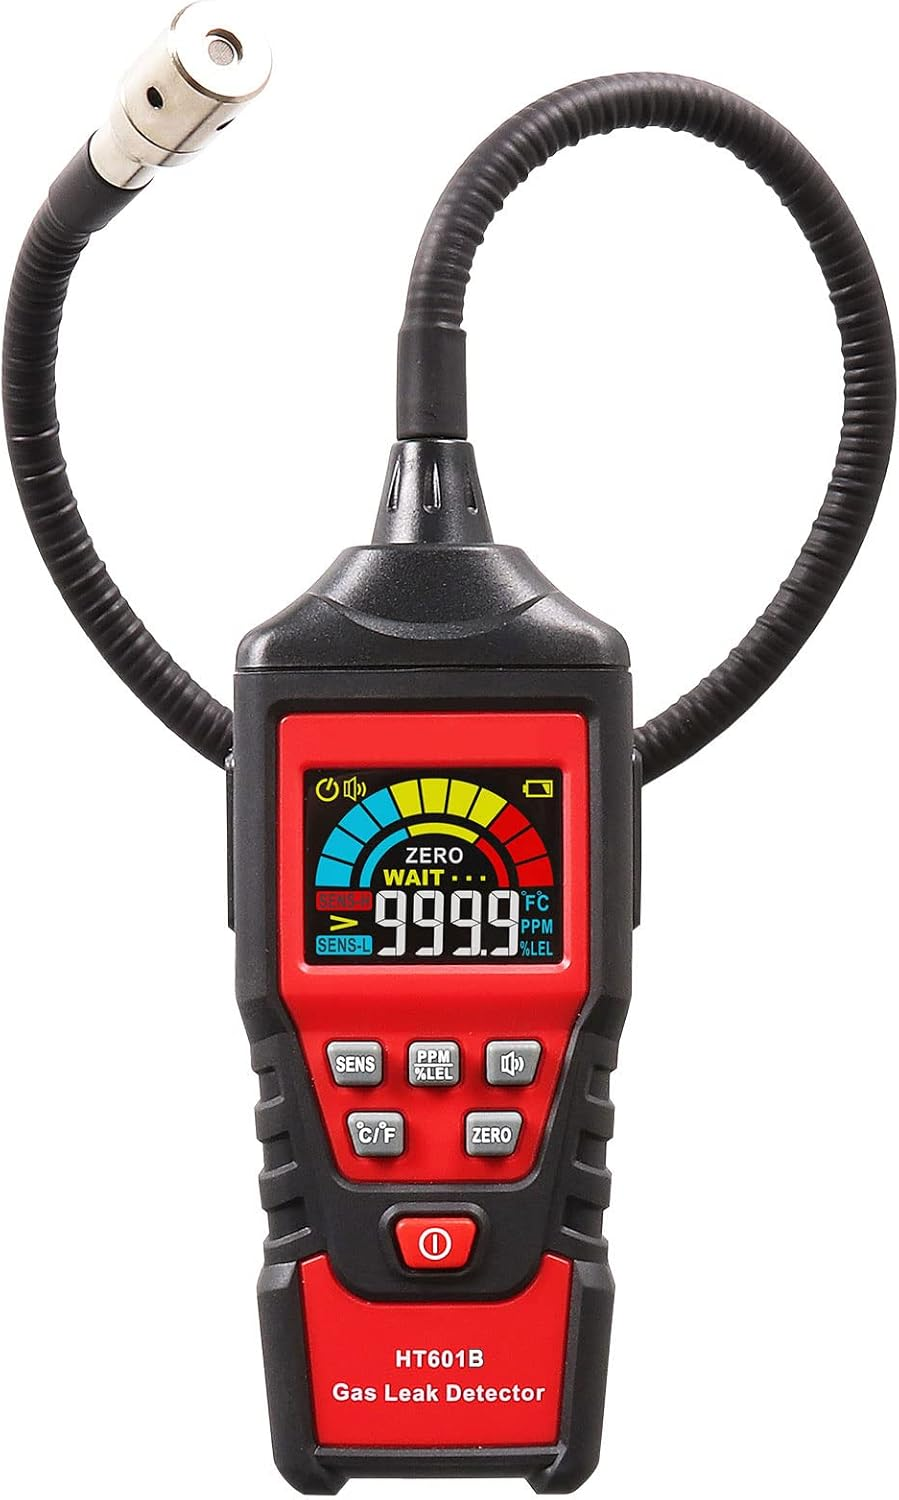 ZERO
WAIT...
SENS-H
SENS-L
999.9
°F°C
PPM
%LEL
SENS
PPM
%LEL
°C/°F
ZERO
HT601B
Gas Leak Detector